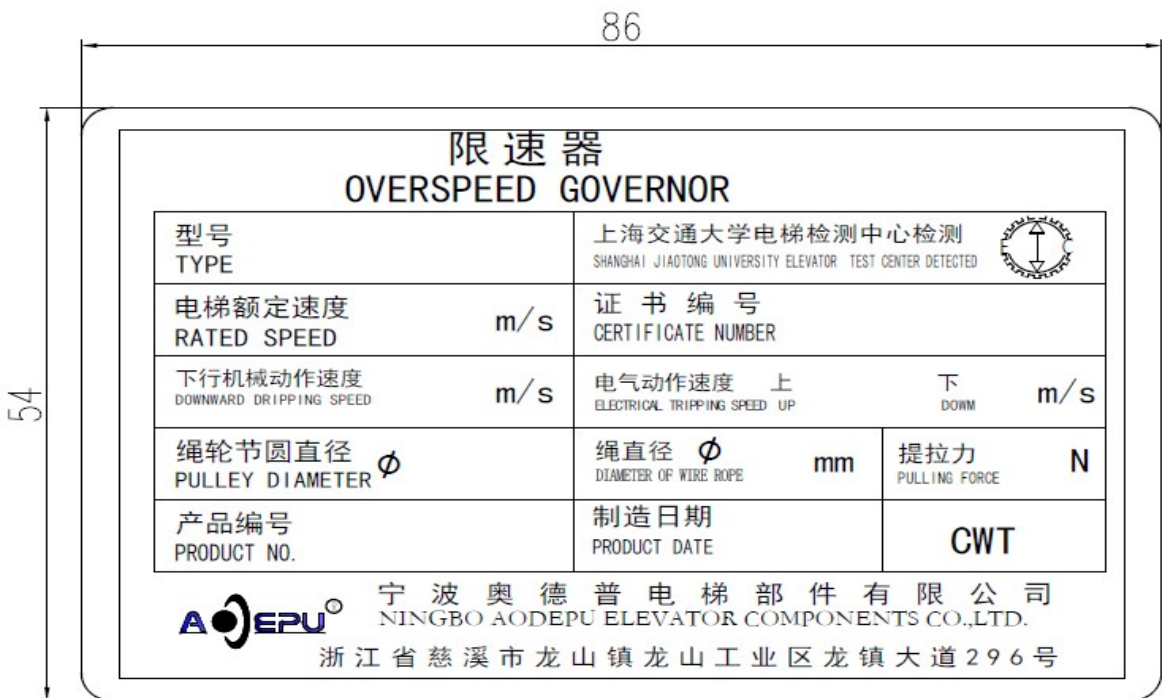 86
54
限速器
OVERSPEED GOVERNOR
型号
TYPE
上海交通大学电梯检测中心检测
SHANGHAI JIAOTONG UNIVERSITY ELEVATOR TEST CENTER DETECTED
电梯额定速度
RATED SPEED
m/s
证书编号
CERTIFICATE NUMBER
下行机械动作速度
DOWNWARD DRIPPING SPEED
m/s
电气动作速度 上 下 m/s
ELECTRICAL TRIPPING SPEED UP DOWM
绳轮节圆直径 ϕ
PULLEY DIAMETER
绳直径 ϕ mm
DIAMETER OF WIRE ROPE
提拉力 N
PULLING FORCE
产品编号
PRODUCT NO.
制造日期
PRODUCT DATE
CWT
AODEPU®
宁波奥德普电梯部件有限公司
NINGBO AODEPU ELEVATOR COMPONENTS CO.,LTD.
浙江省慈溪市龙山镇龙山工业区龙镇大道296号